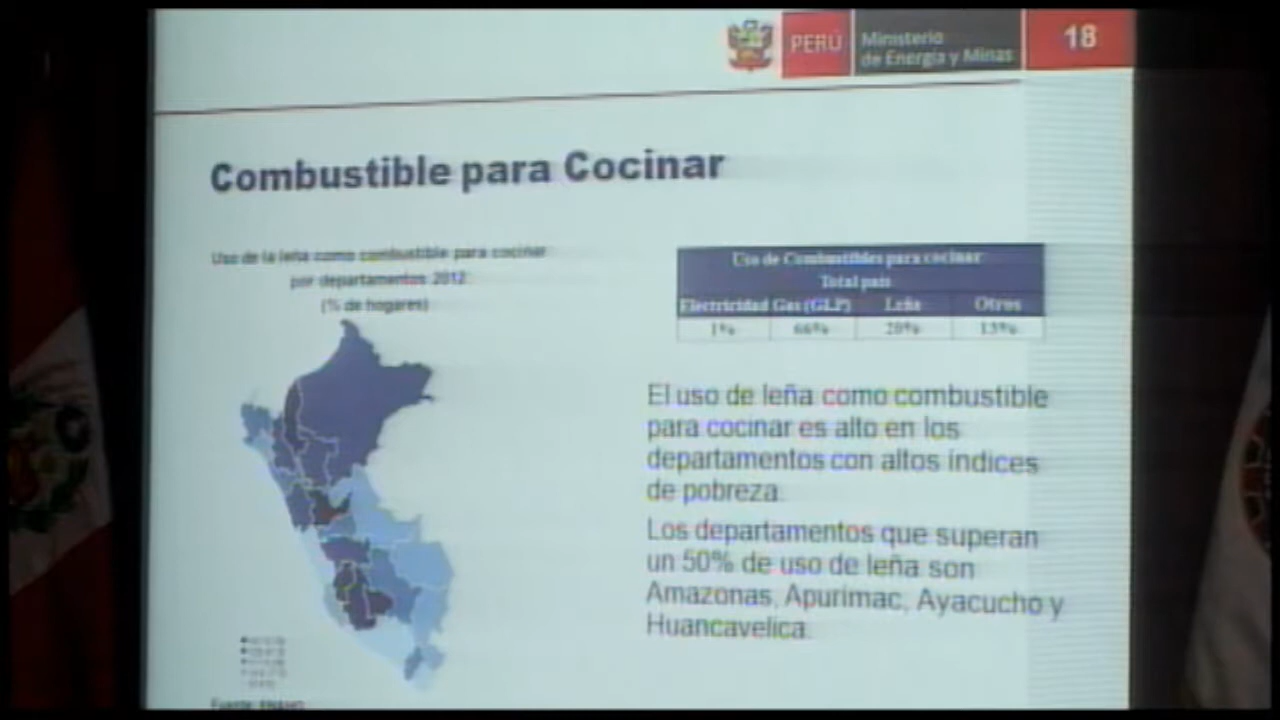 PERÚ
Ministerio
de Energía y Minas
18
Combustible para Cocinar
Uso de la leña como combustible para cocinar
por departamentos 2012
(% de hogares)
Uso de Combustibles para cocinar
Total país
Electricidad Gas (GLP) Leña Otros
1% 66% 20% 13%
El uso de leña como combustible
para cocinar es alto en los
departamentos con altos índices
de pobreza.
Los departamentos que superan
un 50% de uso de leña son
Amazonas, Apurimac, Ayacucho y
Huancavelica.
Fuente: ENAHO